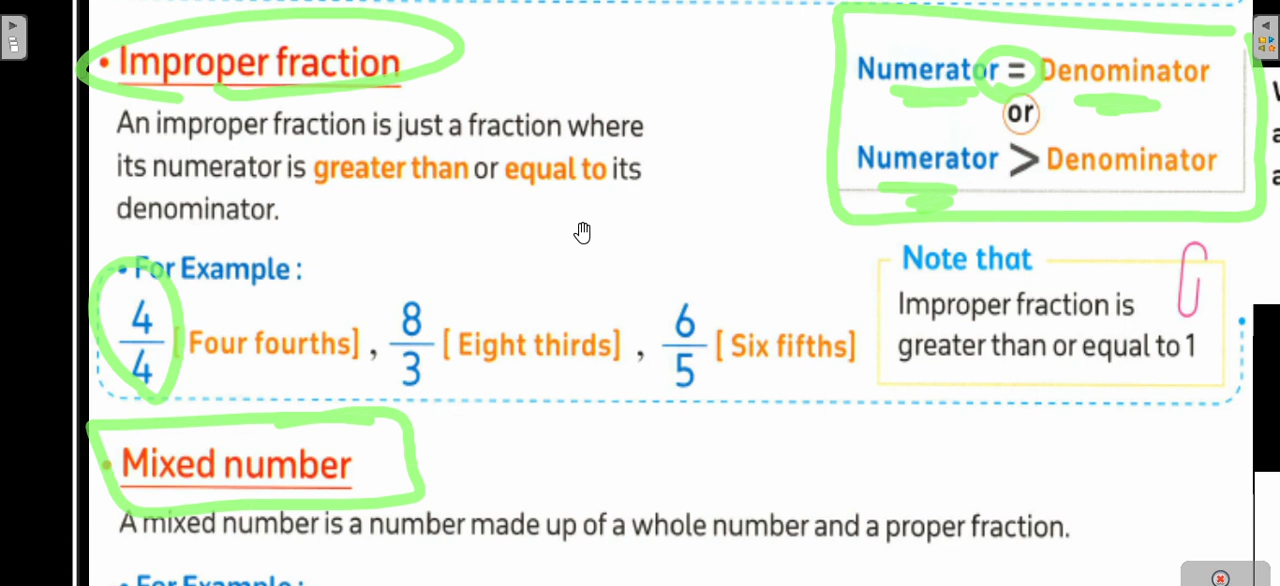 • Improper fraction
An improper fraction is just a fraction where
its numerator is greater than or equal to its
denominator.
Numerator = Denominator
or
Numerator > Denominator
• For Example :
4/4 [ Four fourths] , 8/3 [ Eight thirds] , 6/5 [ Six fifths]
Note that
Improper fraction is
greater than or equal to 1
• Mixed number
A mixed number is a number made up of a whole number and a proper fraction.
• For Example :